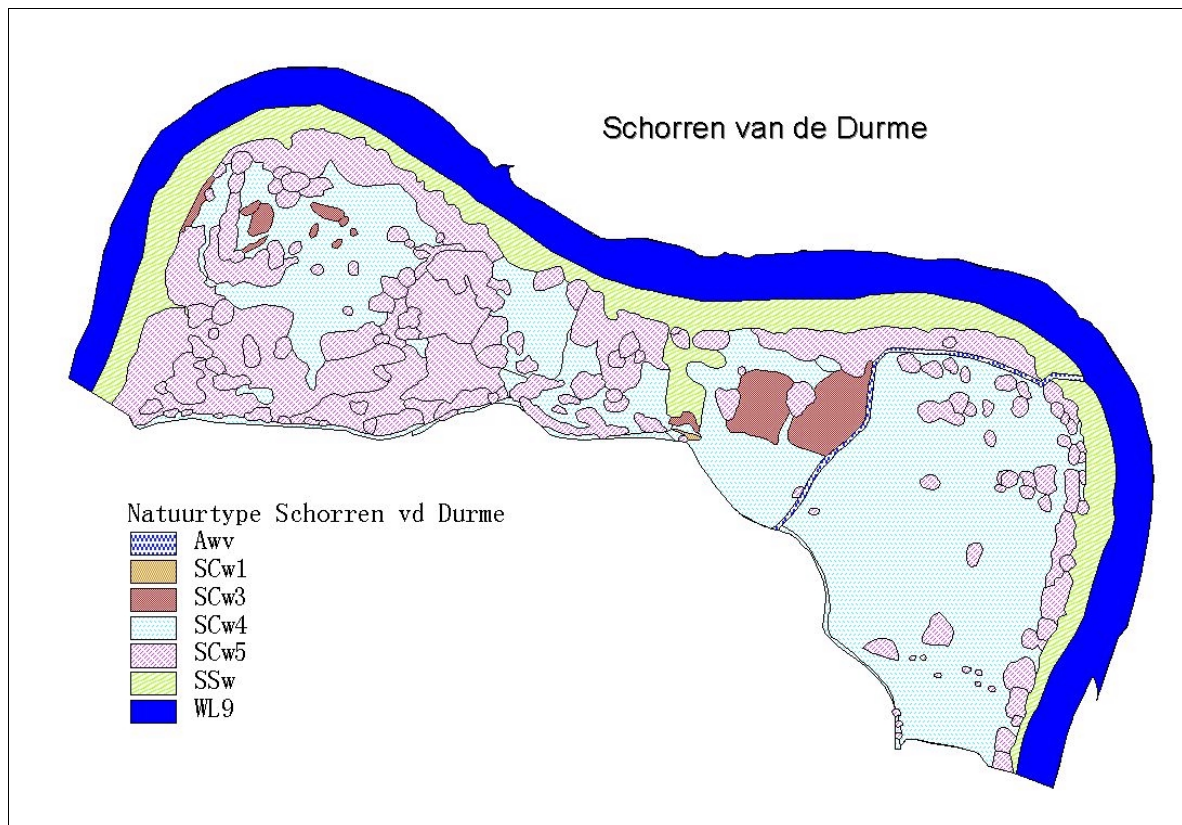 Schorren van de Durme
Natuurtype Schorren vd Durme
Awv
SCw1
SCw3
SCw4
SCw5
SSw
WL9